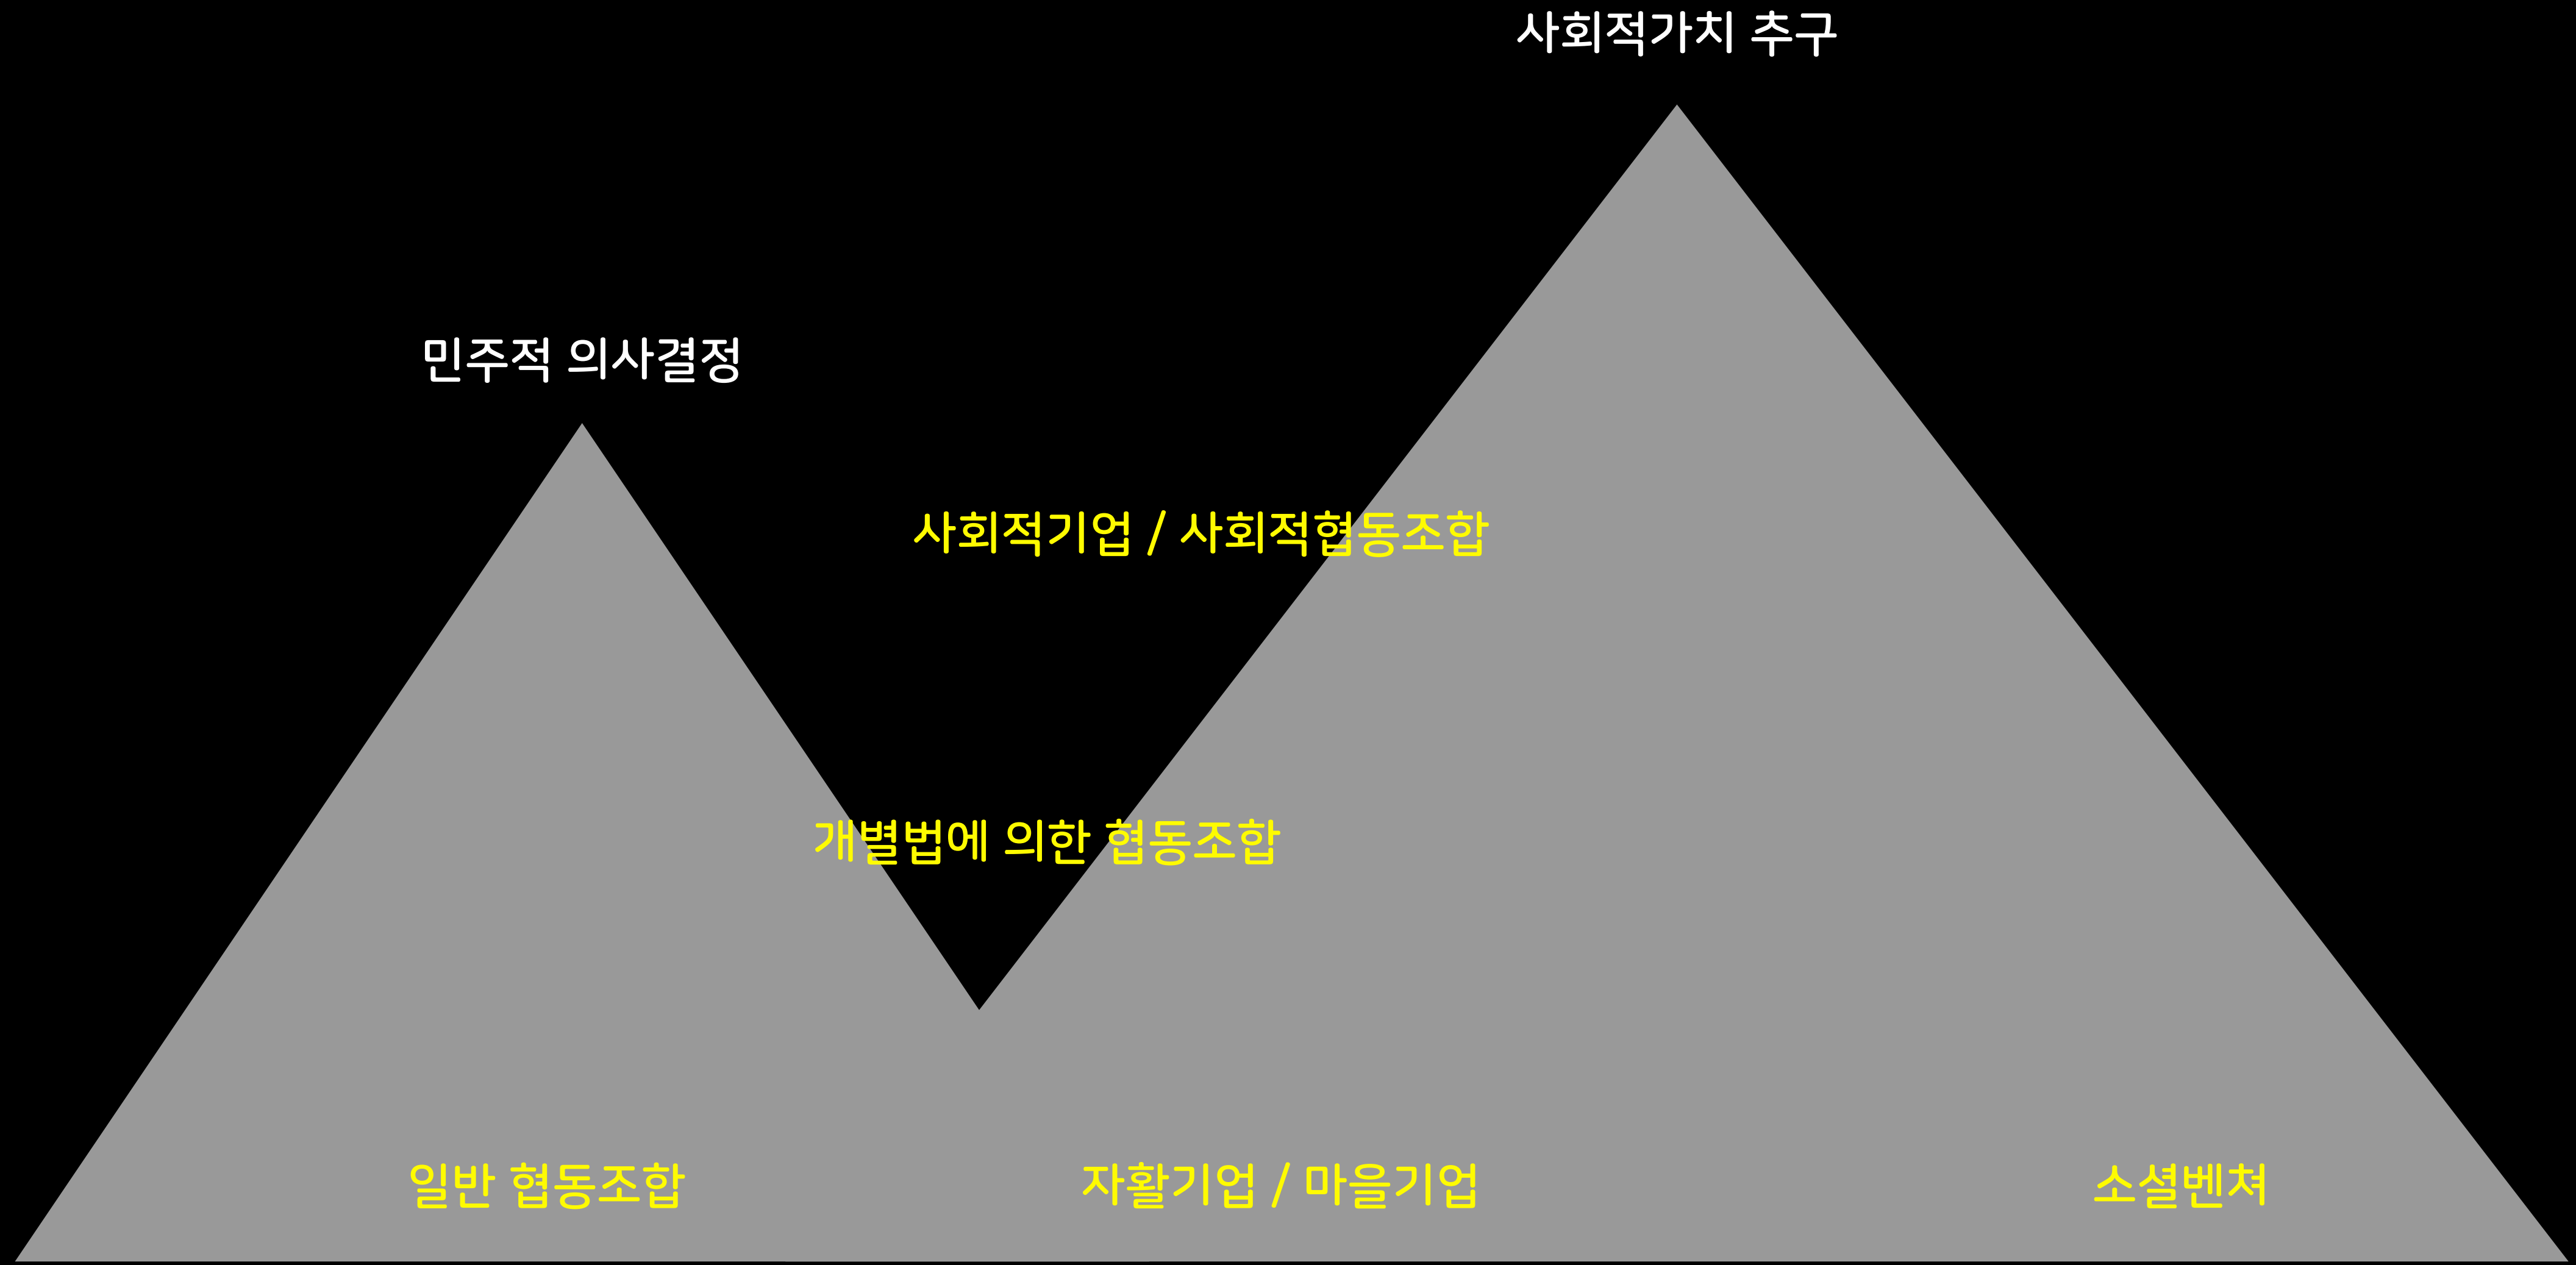 사회적가치 추구
민주적 의사결정
사회적기업 / 사회적협동조합
개별법에 의한 협동조합
일반 협동조합
자활기업 / 마을기업
소셜벤쳐